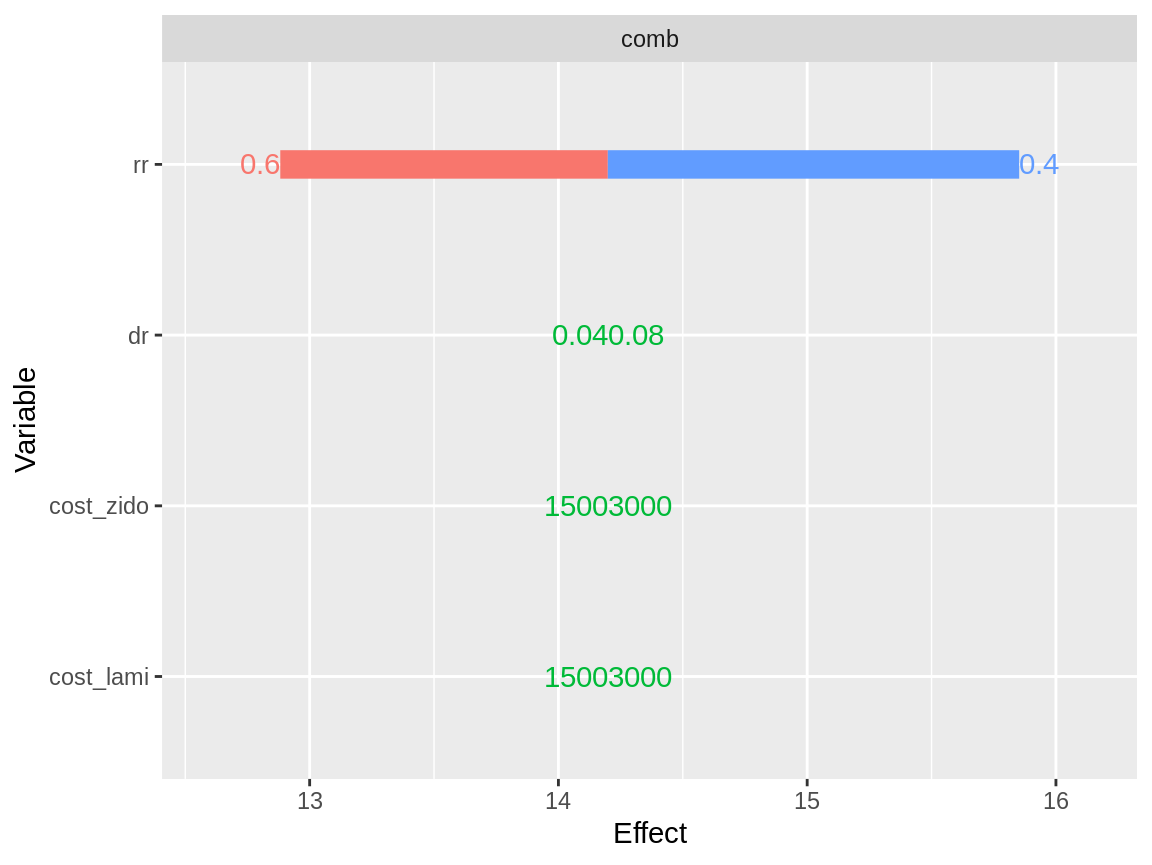 comb
rr
0.6
0.4
dr
0.040.08
cost_zido
15003000
cost_lami
15003000
Variable
13
14
15
16
Effect